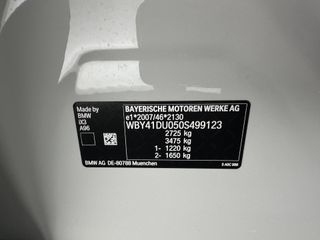 Made by
BMW
iX3
A96
BAYERISCHE MOTOREN WERKE AG
e1*2007/46*2130
WBY41DU050S499123
2725 kg
3475 kg
1- 1220 kg
2- 1650 kg
BMW AG DE-80788 Muenchen